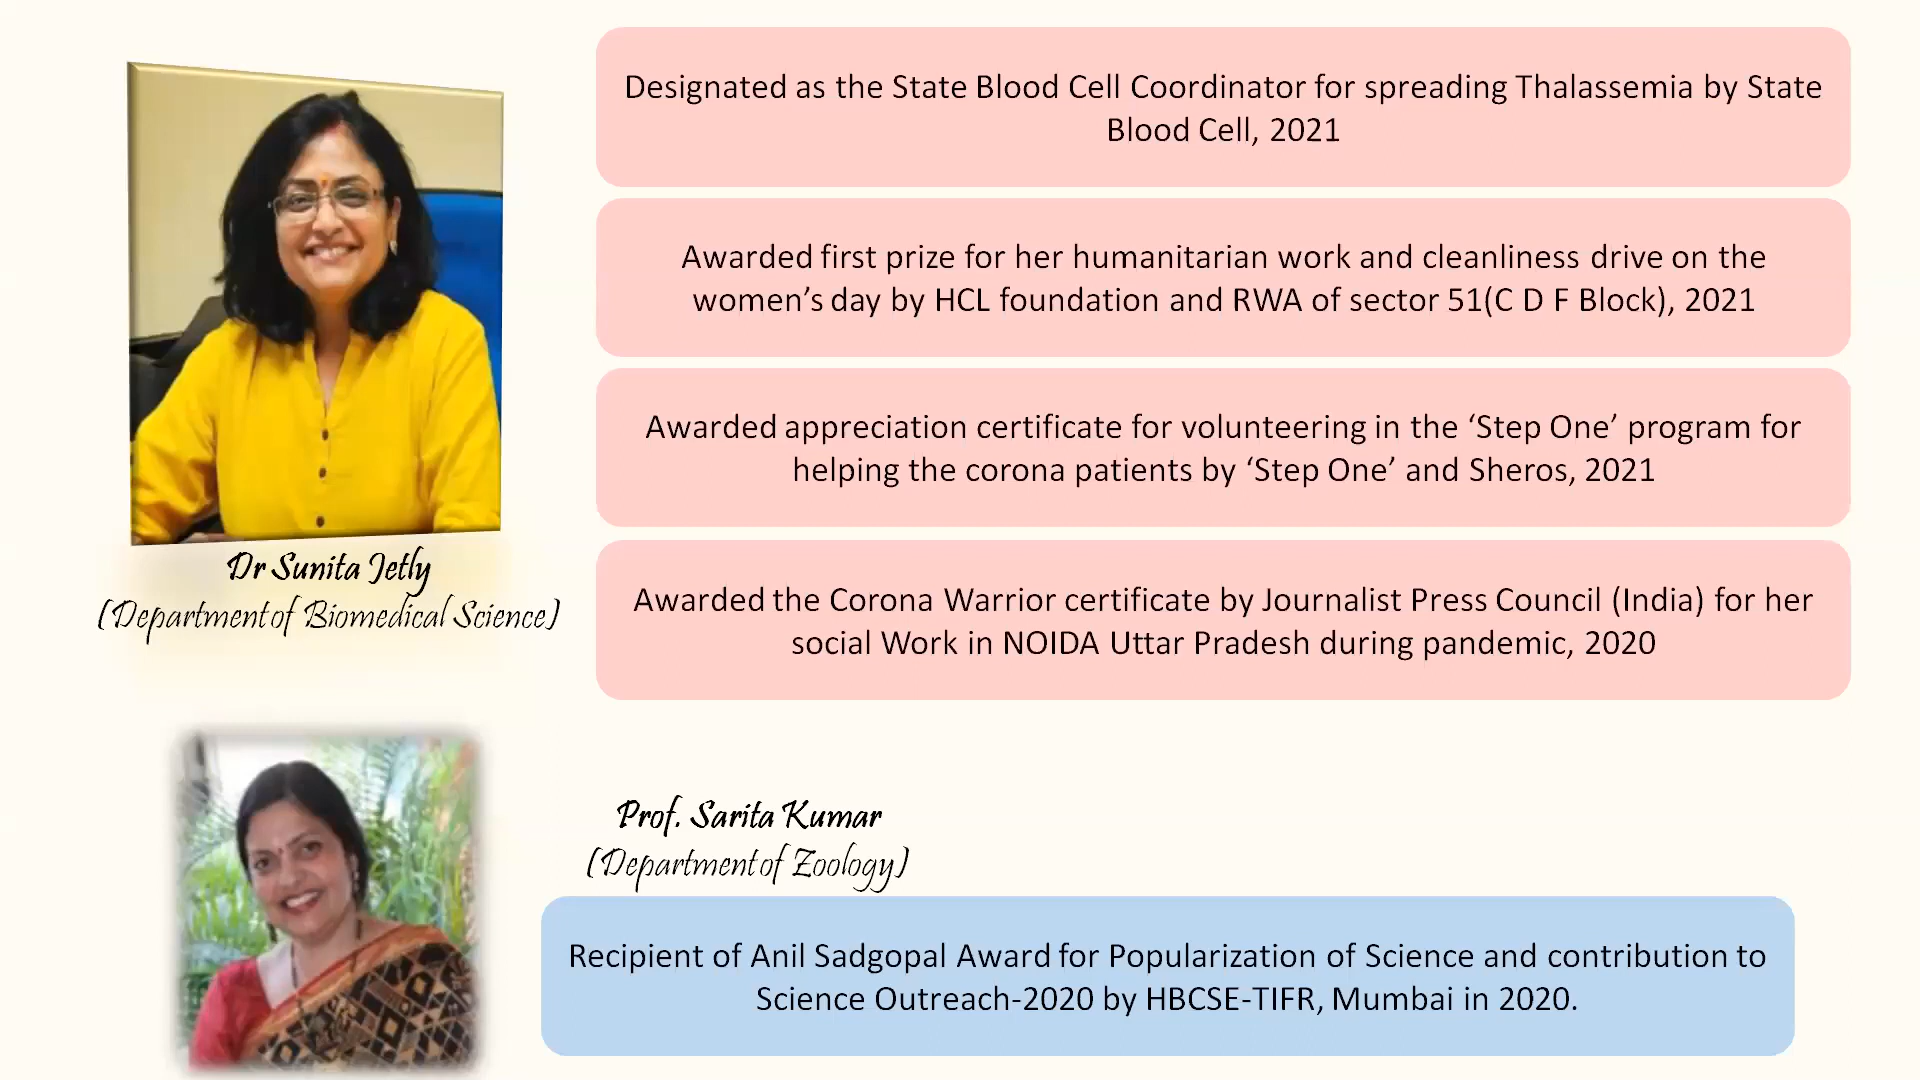 Designated as the State Blood Cell Coordinator for spreading Thalassemia by State
Blood Cell, 2021
Awarded first prize for her humanitarian work and cleanliness drive on the
women’s day by HCL foundation and RWA of sector 51(C D F Block), 2021
Awarded appreciation certificate for volunteering in the ‘Step One’ program for
helping the corona patients by ‘Step One’ and Sheros, 2021
Awarded the Corona Warrior certificate by Journalist Press Council (India) for her
social Work in NOIDA Uttar Pradesh during pandemic, 2020
Dr Sunita Jetly
(Department of Biomedical Science)
Prof. Sarita Kumar
(Department of Zoology)
Recipient of Anil Sadgopal Award for Popularization of Science and contribution to
Science Outreach-2020 by HBCSE-TIFR, Mumbai in 2020.